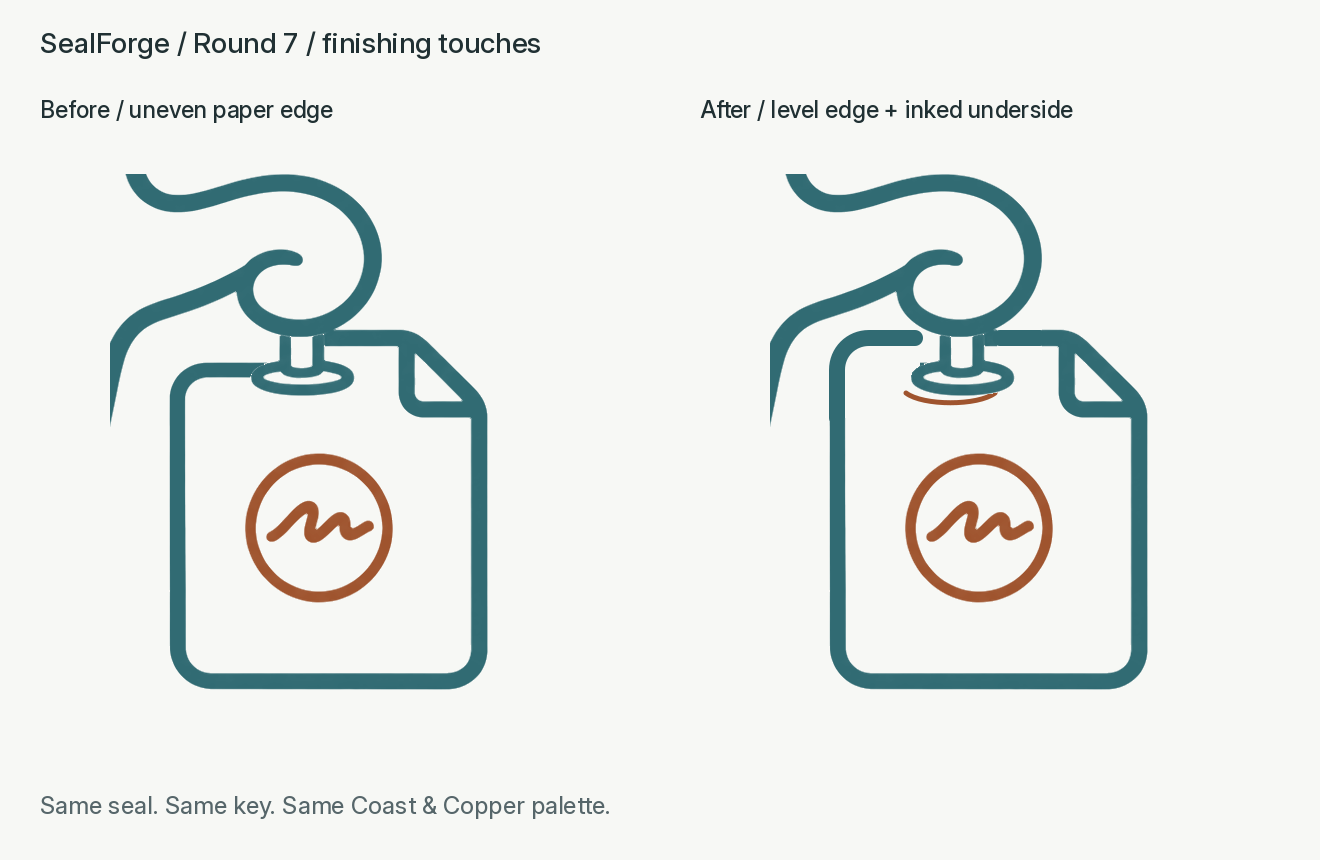 SealForge / Round 7 / finishing touches
Before / uneven paper edge
After / level edge + inked underside
Same seal. Same key. Same Coast & Copper palette.